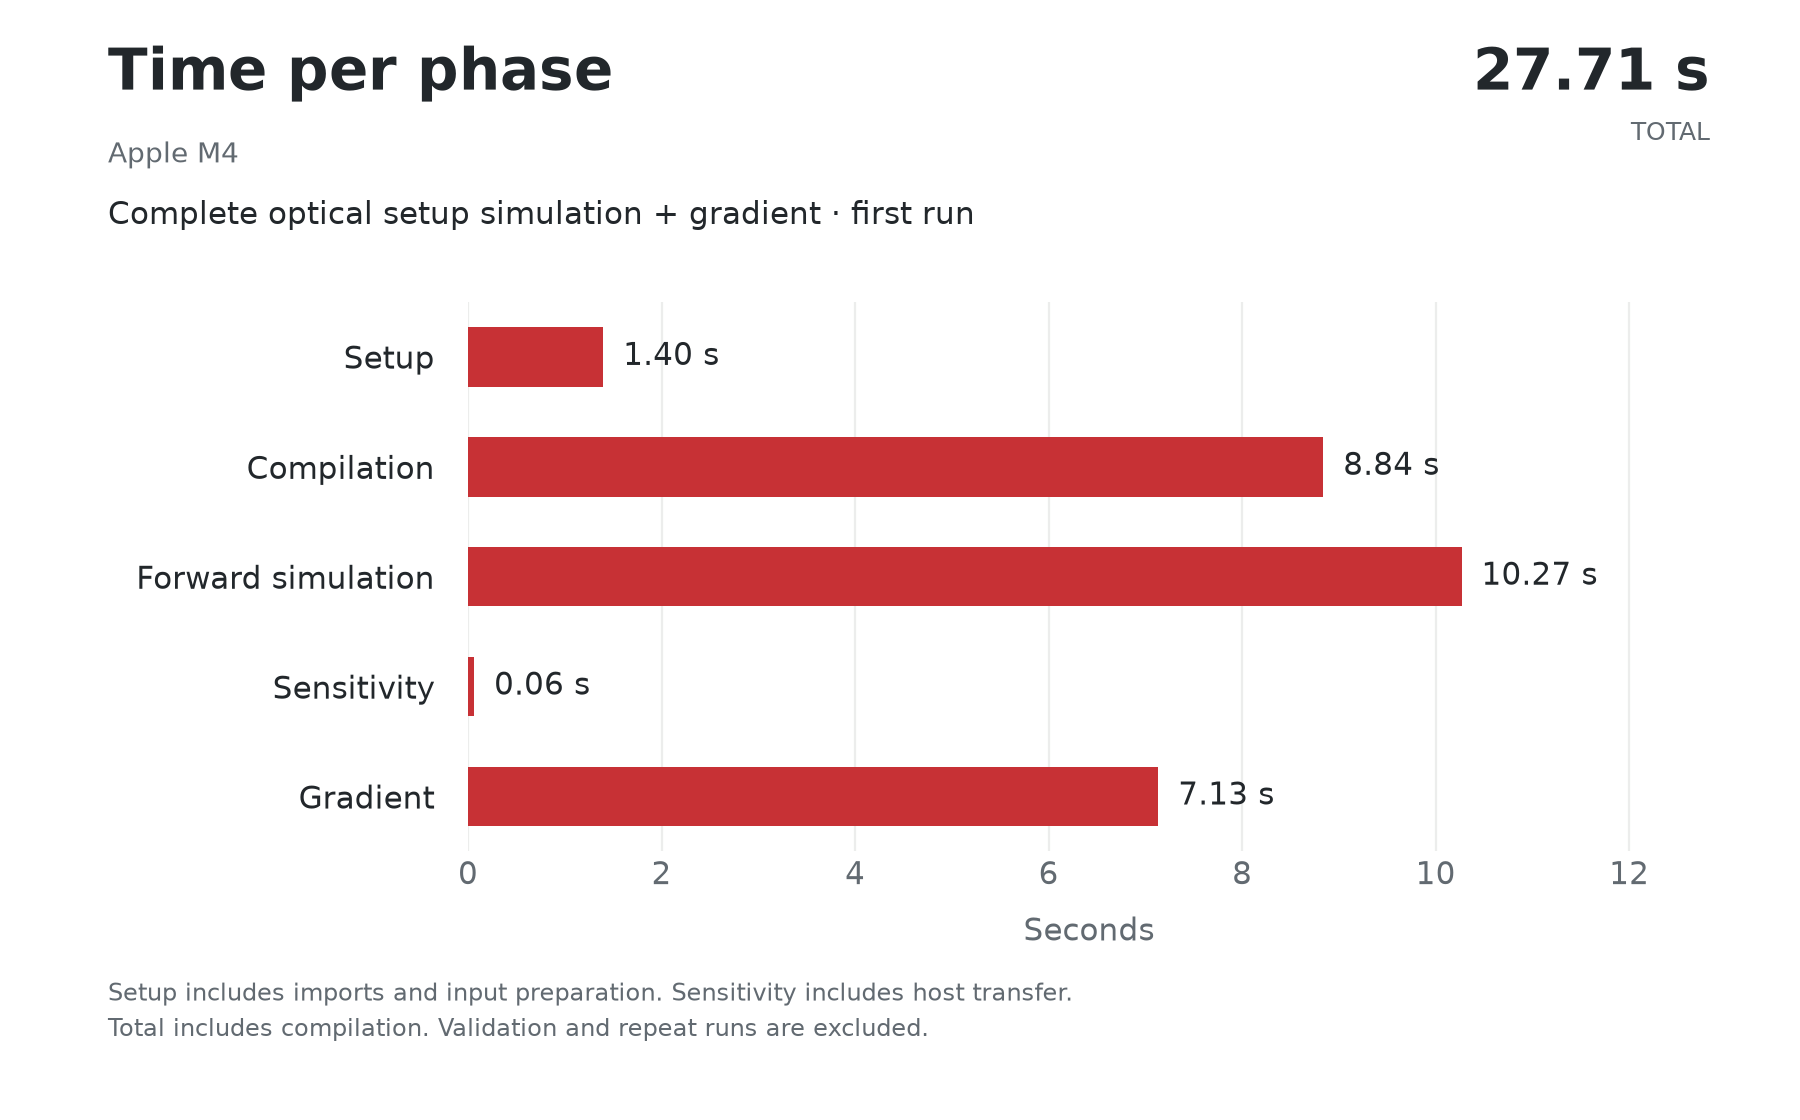 Time per phase
27.71 s
TOTAL
Apple M4
Complete optical setup simulation + gradient · first run
Setup 1.40 s
Compilation 8.84 s
Forward simulation 10.27 s
Sensitivity 0.06 s
Gradient 7.13 s
0 2 4 6 8 10 12
Seconds
Setup includes imports and input preparation. Sensitivity includes host transfer.
Total includes compilation. Validation and repeat runs are excluded.